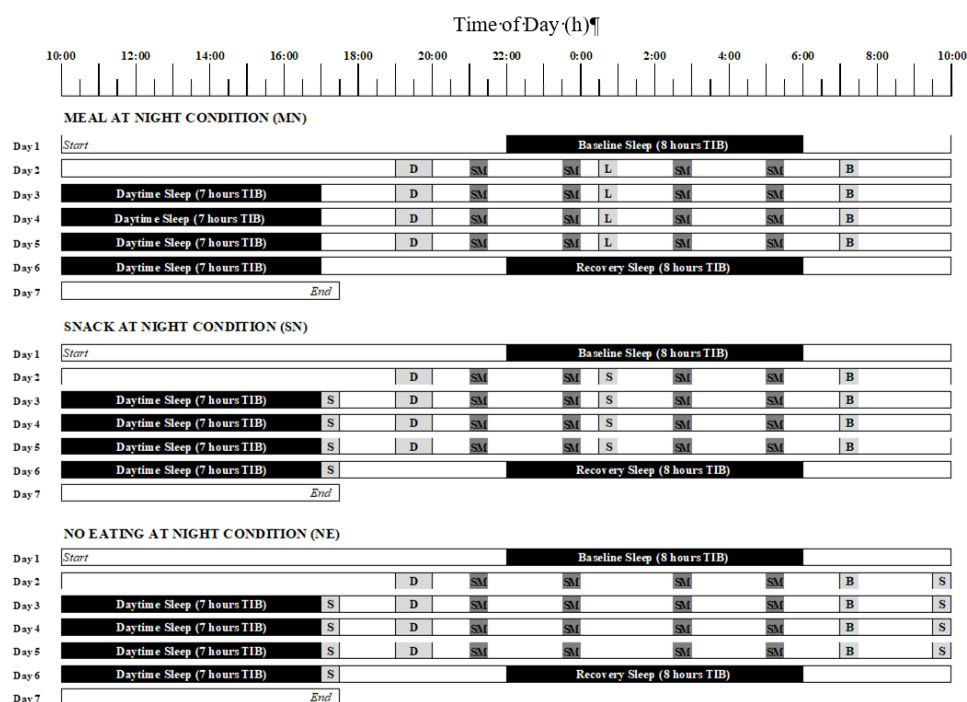 Time·of·Day·(h)¶
10:00 12:00 14:00 16:00 18:00 20:00 22:00 0:00 2:00 4:00 6:00 8:00 10:00
MEAL AT NIGHT CONDITION (MN)
Day 1 Start Baseline Sleep (8 hours TIB)
Day 2 D SM SM L SM SM B
Day 3 Daytime Sleep (7 hours TIB) D SM SM L SM SM B
Day 4 Daytime Sleep (7 hours TIB) D SM SM L SM SM B
Day 5 Daytime Sleep (7 hours TIB) D SM SM L SM SM B
Day 6 Daytime Sleep (7 hours TIB) Recovery Sleep (8 hours TIB)
Day 7 End
SNACK AT NIGHT CONDITION (SN)
Day 1 Start Baseline Sleep (8 hours TIB)
Day 2 D SM SM S SM SM B
Day 3 Daytime Sleep (7 hours TIB) S D SM SM S SM SM B
Day 4 Daytime Sleep (7 hours TIB) S D SM SM S SM SM B
Day 5 Daytime Sleep (7 hours TIB) S D SM SM S SM SM B
Day 6 Daytime Sleep (7 hours TIB) S Recovery Sleep (8 hours TIB)
Day 7 End
NO EATING AT NIGHT CONDITION (NE)
Day 1 Start Baseline Sleep (8 hours TIB)
Day 2 D SM SM SM SM B S
Day 3 Daytime Sleep (7 hours TIB) S D SM SM SM SM B S
Day 4 Daytime Sleep (7 hours TIB) S D SM SM SM SM B S
Day 5 Daytime Sleep (7 hours TIB) S D SM SM SM SM B S
Day 6 Daytime Sleep (7 hours TIB) S Recovery Sleep (8 hours TIB)
Day 7 End